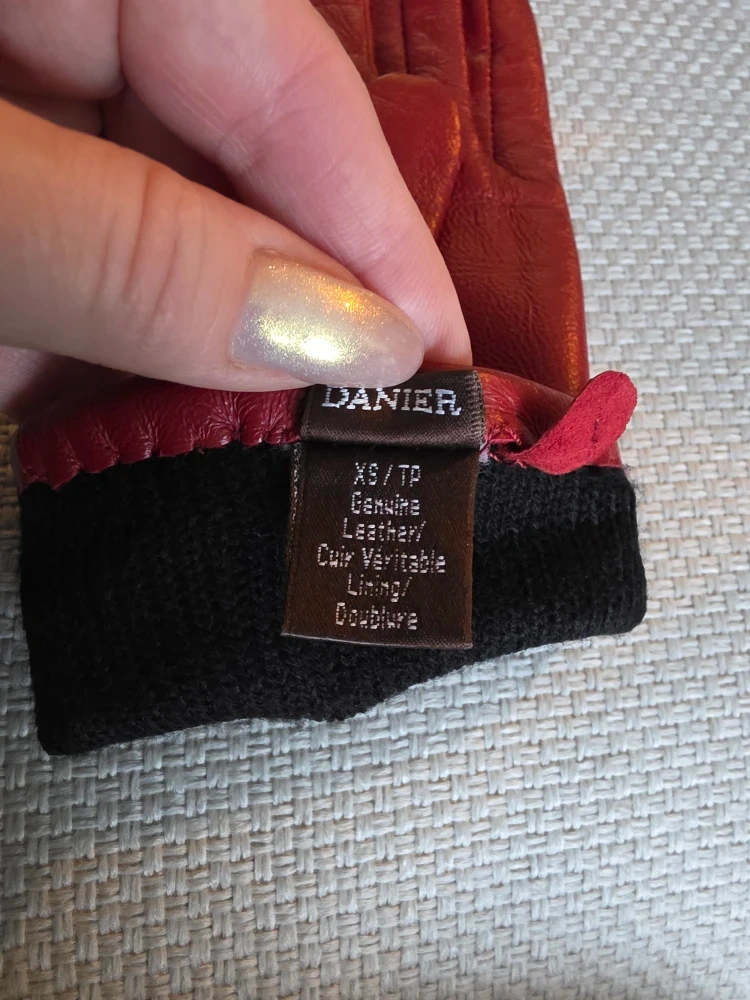 DANIER
XS/TP
Genuine
Leather/
Cuir Véritable
Lining/
Doublure